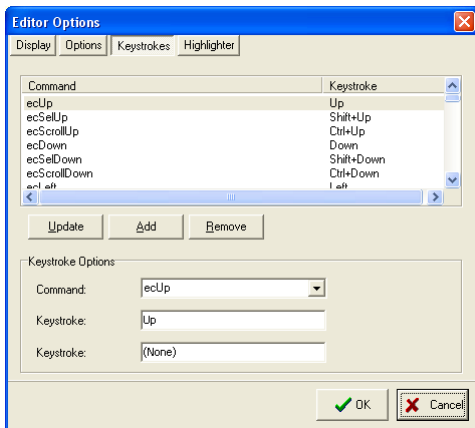 Editor Options
Display Options Keystrokes Highlighter
Command Keystroke
ecUp Up
ecSelUp Shift+Up
ecScrollUp Ctrl+Up
ecDown Down
ecSelDown Shift+Down
ecScrollDown Ctrl+Down
ecLeft Left
Update Add Remove
Keystroke Options
Command: ecUp
Keystroke: Up
Keystroke: (None)
OK Cancel